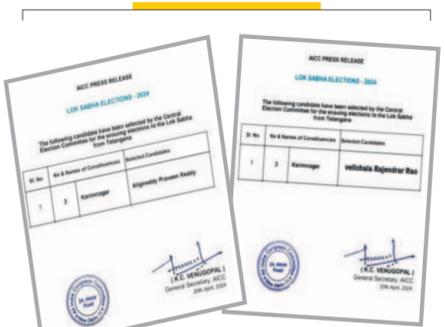 AICC PRESS RELEASE
LOK SABHA ELECTIONS - 2024
The following candidate have been selected by the Central
Election Committee for the ensuing elections to the Lok Sabha
from Telangana
Sl. No No & Names of Constituencies Selected Candidates
1 3 Karimnagar Aligireddy Praveen Reddy
( K.C. VENUGOPAL )
General Secretary, AICC
20th April, 2024
AICC PRESS RELEASE
LOK SABHA ELECTIONS - 2024
The following candidate have been selected by the Central
Election Committee for the ensuing elections to the Lok Sabha
from Telangana
Sl. No No & Names of Constituencies Selected Candidates
1 3 Karimnagar velichala Rajendrar Rao
( K.C. VENUGOPAL )
General Secretary, AICC
20th April, 2024